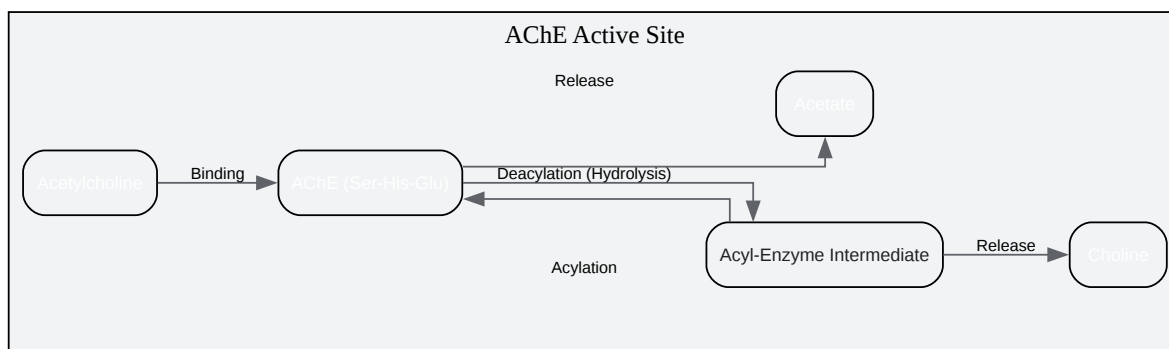 AChE Active Site
Release
Acetate
Acetylcholine
Binding
AChE (Ser-His-Glu)
Deacylation (Hydrolysis)
Acyl-Enzyme Intermediate
Release
Choline
Acylation